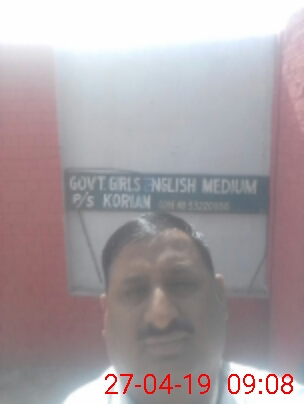 GOVT. GIRLS ENGLISH MEDIUM
P/S KORIAN
27-04-19 09:08